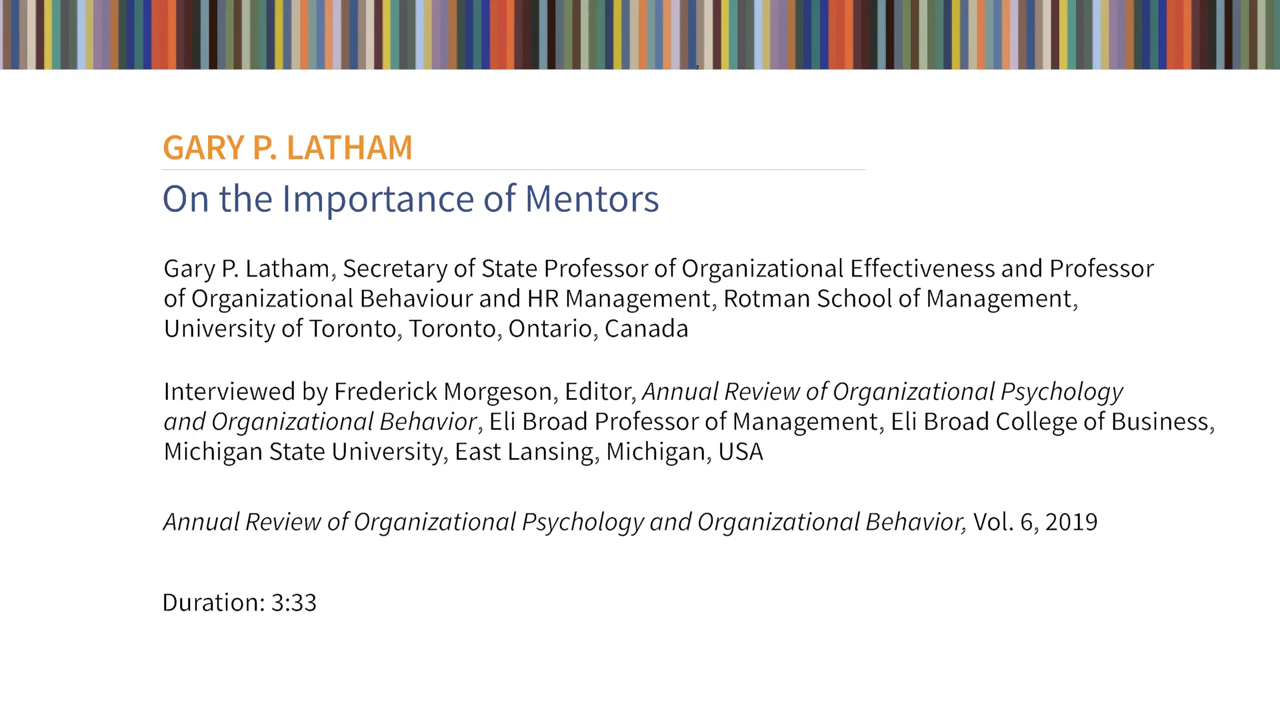 GARY P. LATHAM
On the Importance of Mentors
Gary P. Latham, Secretary of State Professor of Organizational Effectiveness and Professor
of Organizational Behaviour and HR Management, Rotman School of Management,
University of Toronto, Toronto, Ontario, Canada
Interviewed by Frederick Morgeson, Editor, Annual Review of Organizational Psychology
and Organizational Behavior, Eli Broad Professor of Management, Eli Broad College of Business,
Michigan State University, East Lansing, Michigan, USA
Annual Review of Organizational Psychology and Organizational Behavior, Vol. 6, 2019
Duration: 3:33